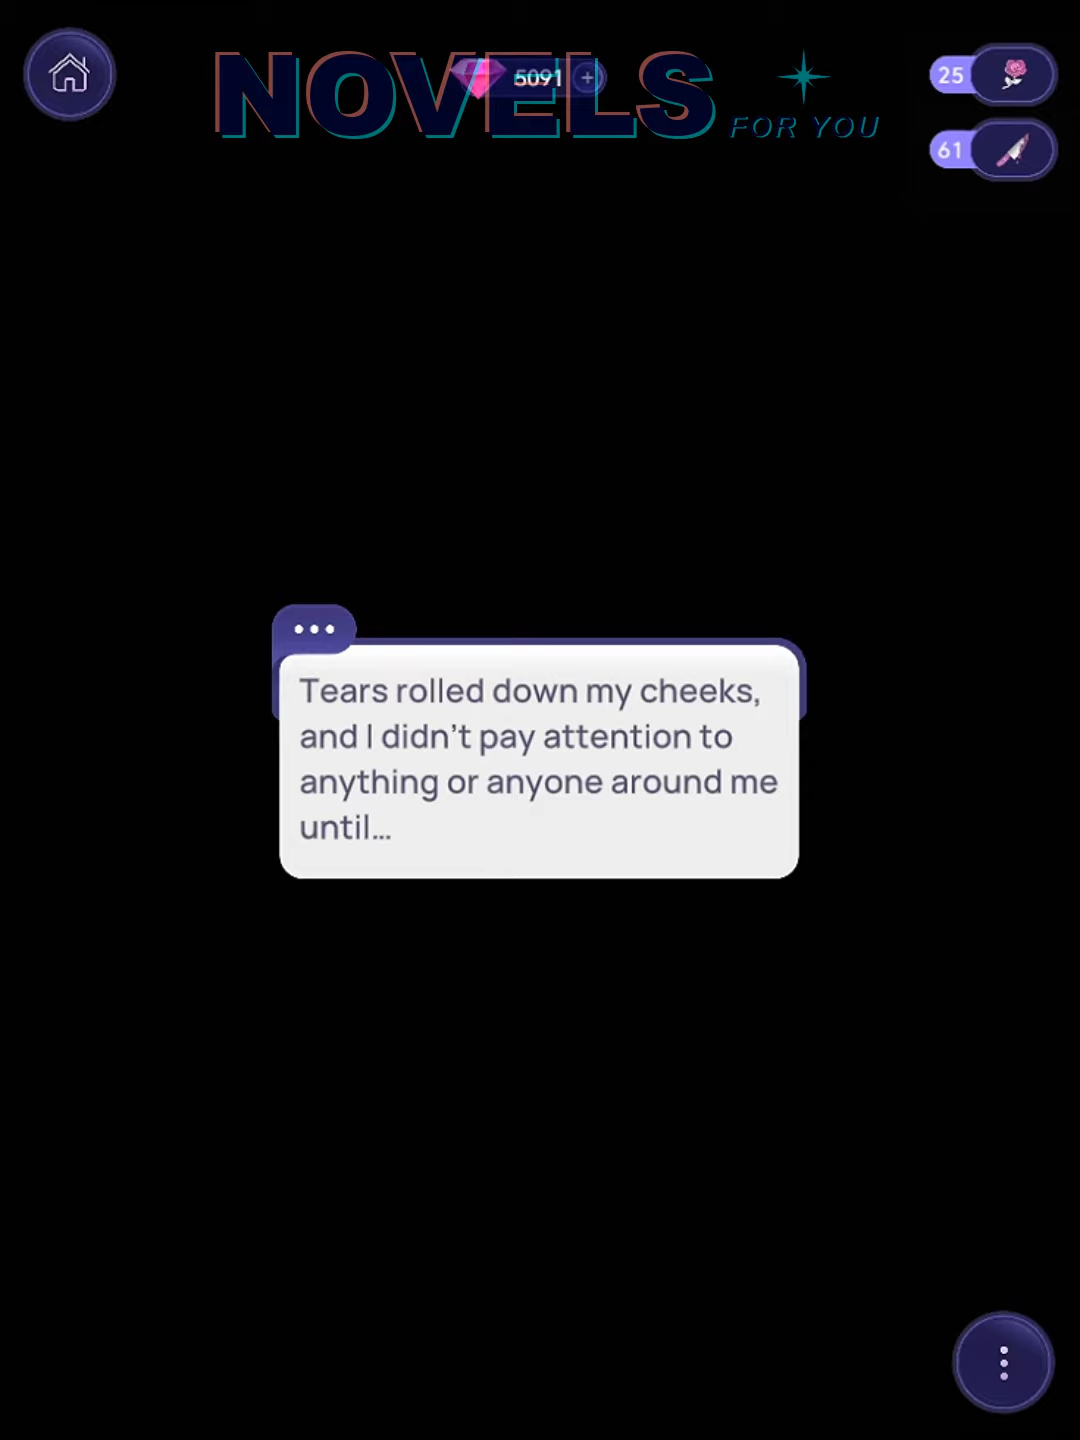 NOVELS
FOR YOU
5091
25
61
Tears rolled down my cheeks,
and I didn’t pay attention to
anything or anyone around me
until...